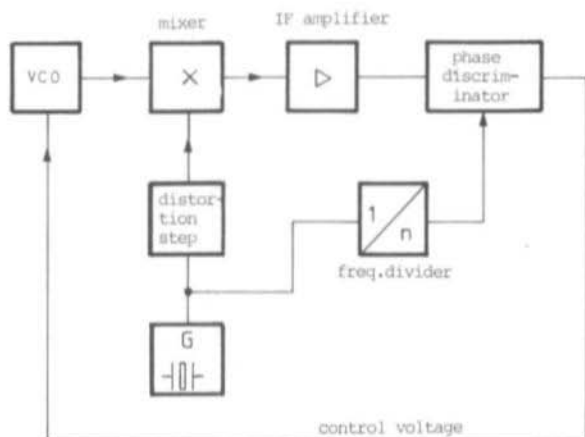 mixer
IF amplifier
VCO
×
phase
discrim-
inator
distor-
tion
step
1
n
freq.divider
G
control voltage